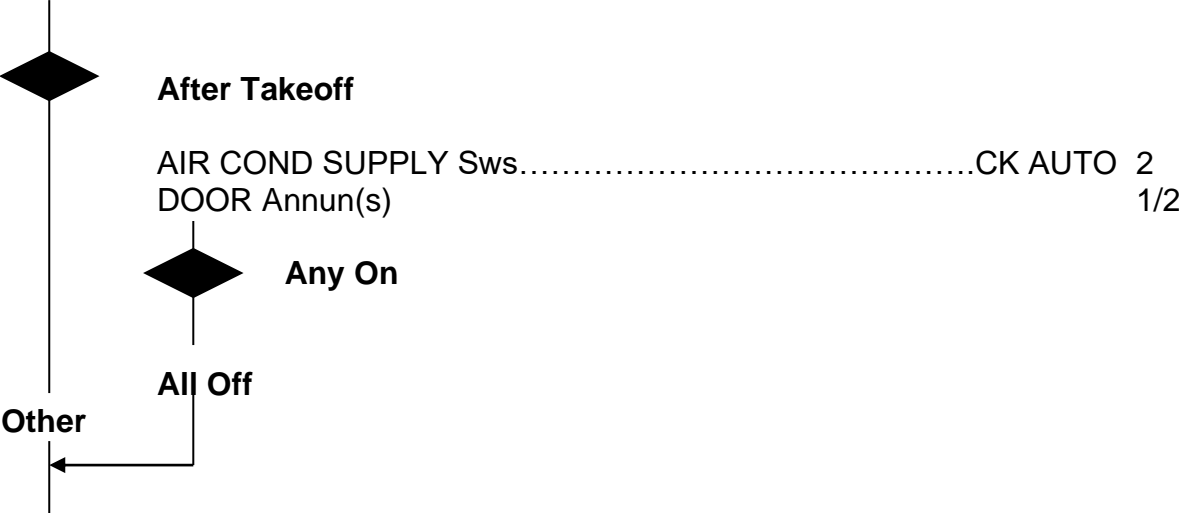 After Takeoff
AIR COND SUPPLY Sws…………………………………….CK AUTO 2
DOOR Annun(s) 1/2
Any On
All Off
Other